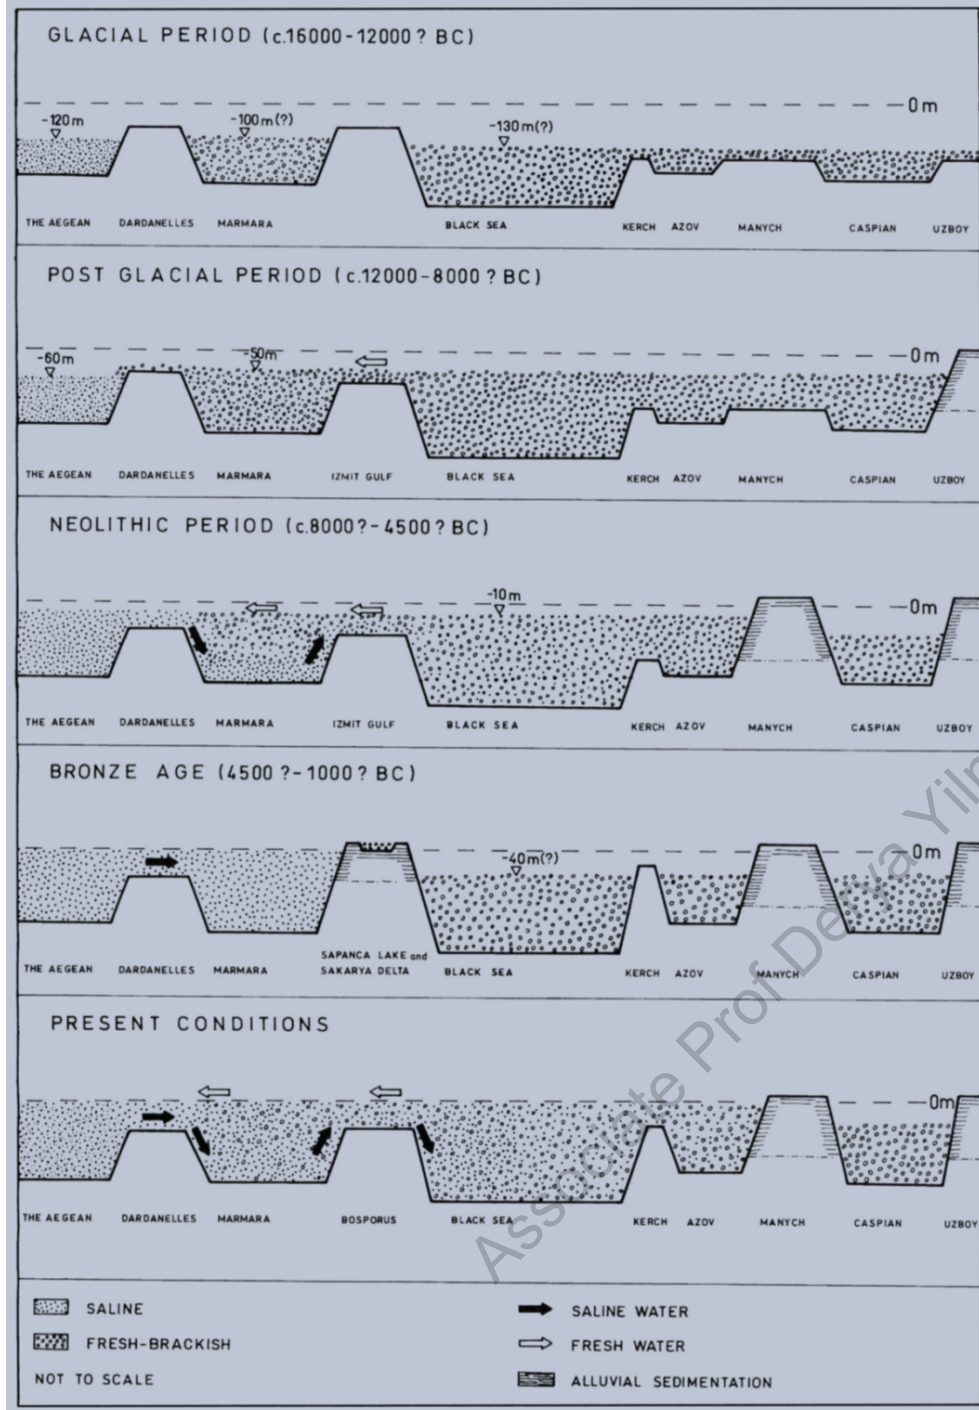 GLACIAL PERIOD (c.16000-12000? BC)
0m
-120m -100m(?) -130m(?)
THE AEGEAN DARDANELLES MARMARA BLACK SEA KERCH AZOV MANYCH CASPIAN UZBOY
POST GLACIAL PERIOD (c.12000-8000? BC)
-60m -50m 0m
THE AEGEAN DARDANELLES MARMARA IZMIT GULF BLACK SEA KERCH AZOV MANYCH CASPIAN UZBOY
NEOLITHIC PERIOD (c.8000?-4500? BC)
-10m 0m
THE AEGEAN DARDANELLES MARMARA IZMIT GULF BLACK SEA KERCH AZOV MANYCH CASPIAN UZBOY
BRONZE AGE (4500?-1000? BC)
-40m(?) 0m
THE AEGEAN DARDANELLES MARMARA SAPANCA LAKE and SAKARYA DELTA BLACK SEA KERCH AZOV MANYCH CASPIAN UZBOY
PRESENT CONDITIONS
0m
THE AEGEAN DARDANELLES MARMARA BOSPORUS BLACK SEA KERCH AZOV MANYCH CASPIAN UZBOY
SALINE
FRESH-BRACKISH
NOT TO SCALE
SALINE WATER
FRESH WATER
ALLUVIAL SEDIMENTATION
Associate Prof Derya